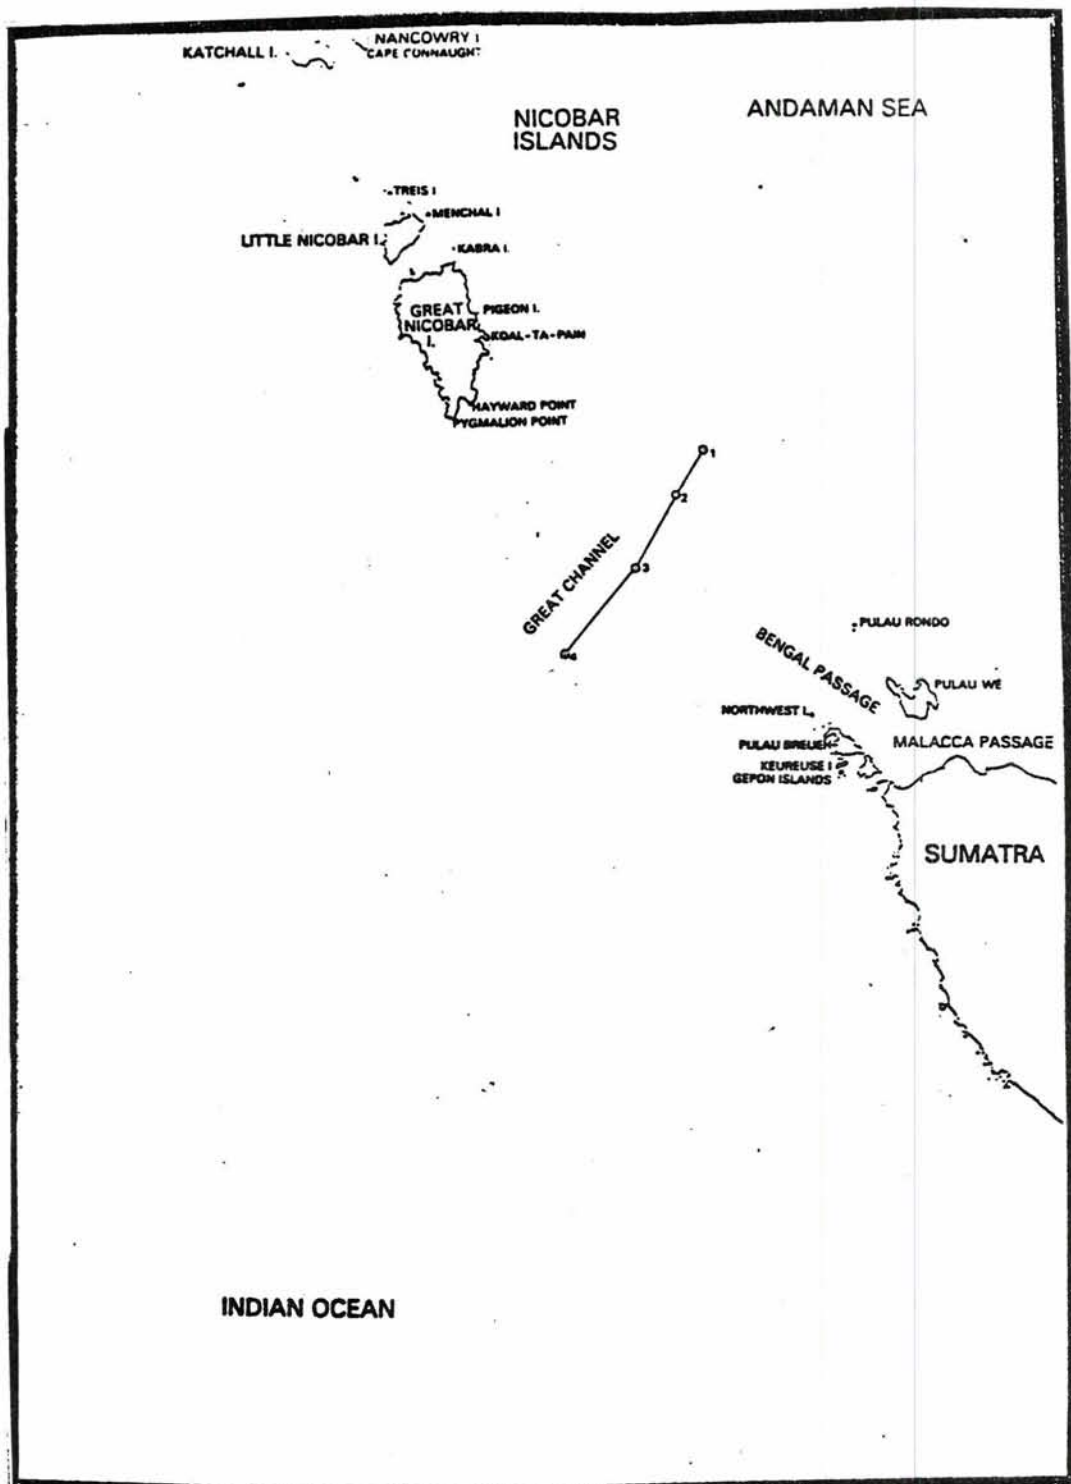 NANCOWRY I
KATCHALL I.
CAPE CONNAUGHT
NICOBAR
ISLANDS
ANDAMAN SEA
TREIS I
MENCHAL I
LITTLE NICOBAR I.
KABRA I.
GREAT
NICOBAR
I.
PIGEON I.
KOAL-TA-PAIN
HAYWARD POINT
PYGMALION POINT
1
2
3
4
GREAT CHANNEL
PULAU RONDO
BENGAL PASSAGE
PULAU WE
NORTHWEST I.
PULAU BREUEH
MALACCA PASSAGE
KEUREUSE I
GEPON ISLANDS
SUMATRA
INDIAN OCEAN